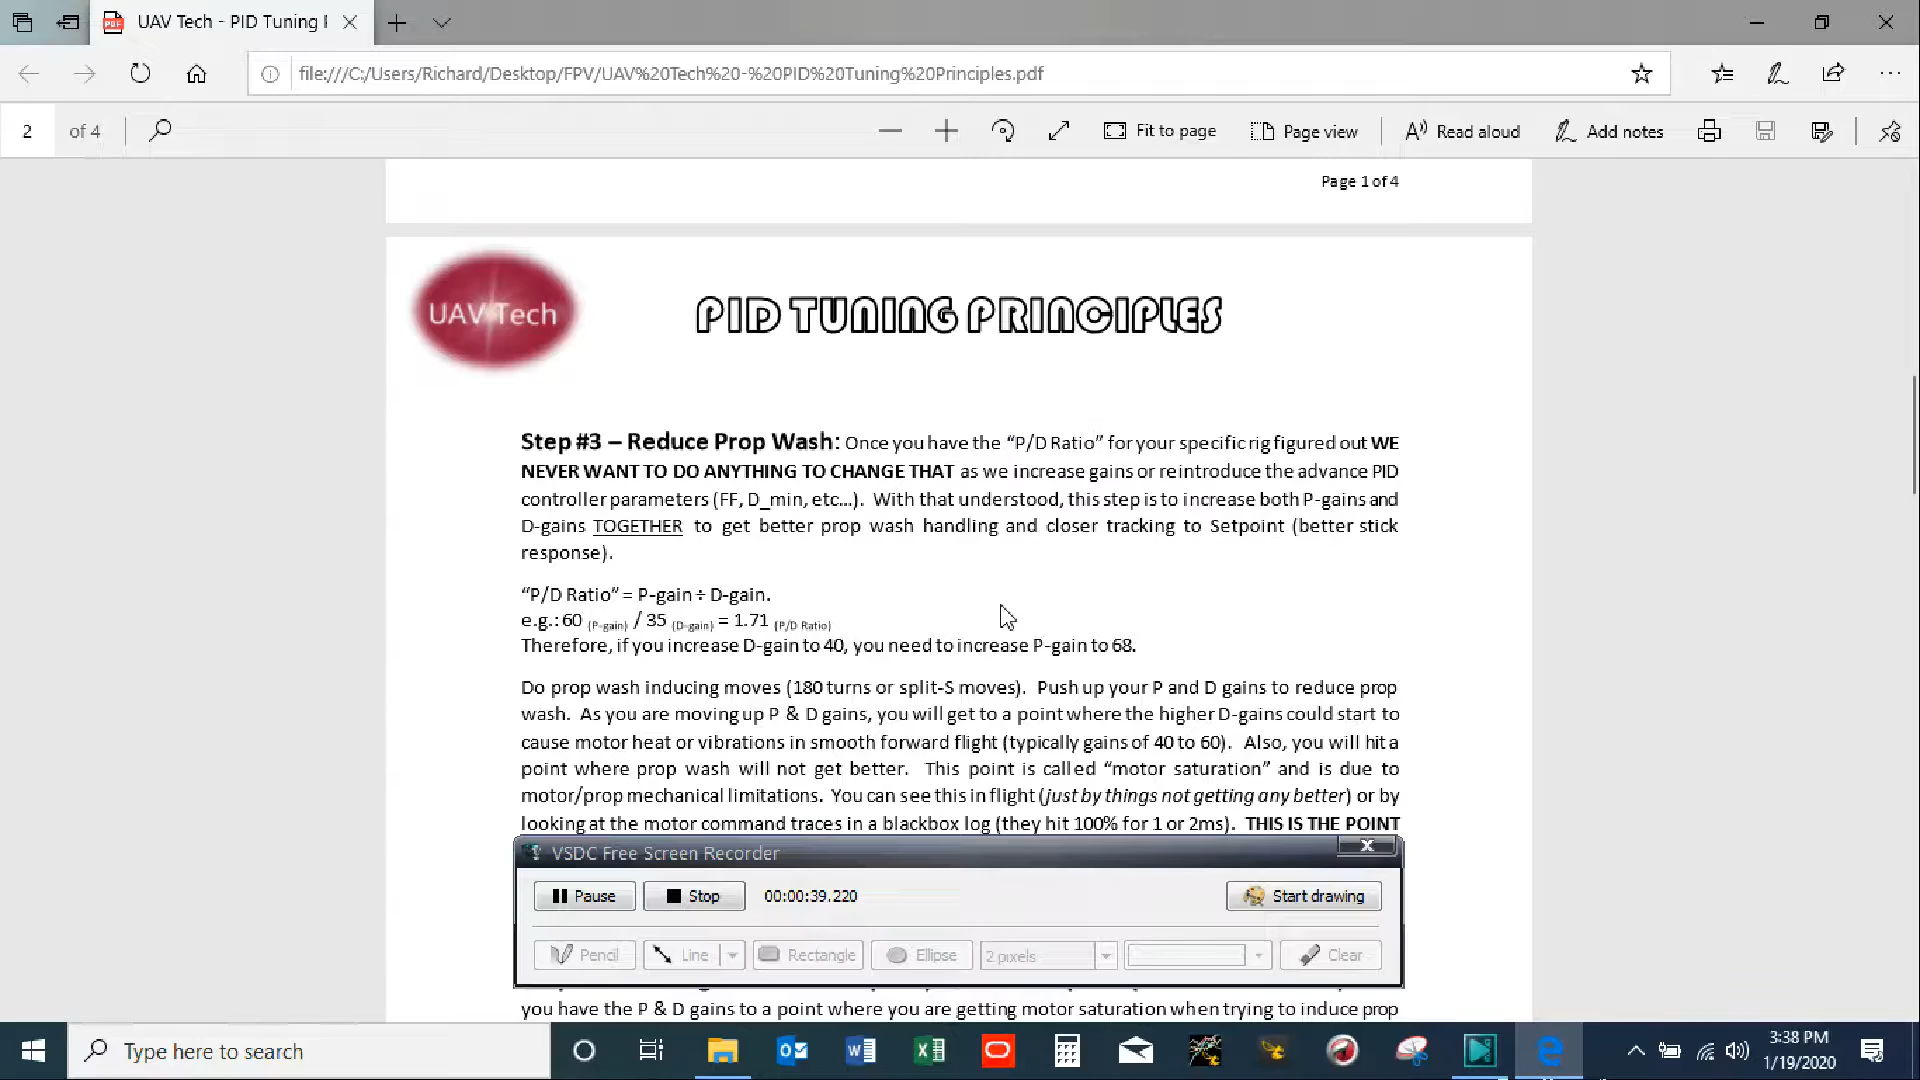 UAV Tech - PID Tuning P
file:///C:/Users/Richard/Desktop/FPV/UAV%20Tech%20-%20PID%20Tuning%20Principles.pdf
2 of 4 Fit to page Page view Read aloud Add notes
Page 1 of 4
UAV Tech
PID TUNING PRINCIPLES
Step #3 – Reduce Prop Wash: Once you have the “P/D Ratio” for your specific rig figured out WE
NEVER WANT TO DO ANYTHING TO CHANGE THAT as we increase gains or reintroduce the advance PID
controller parameters (FF, D_min, etc…). With that understood, this step is to increase both P-gains and
D-gains TOGETHER to get better prop wash handling and closer tracking to Setpoint (better stick
response).
“P/D Ratio” = P-gain ÷ D-gain.
e.g.: 60 (P-gain) / 35 (D-gain) = 1.71 (P/D Ratio)
Therefore, if you increase D-gain to 40, you need to increase P-gain to 68.
Do prop wash inducing moves (180 turns or split-S moves). Push up your P and D gains to reduce prop
wash. As you are moving up P & D gains, you will get to a point where the higher D-gains could start to
cause motor heat or vibrations in smooth forward flight (typically gains of 40 to 60). Also, you will hit a
point where prop wash will not get better. This point is called “motor saturation” and is due to
motor/prop mechanical limitations. You can see this in flight (just by things not getting any better) or by
looking at the motor command traces in a blackbox log (they hit 100% for 1 or 2ms). THIS IS THE POINT
VSDC Free Screen Recorder
Pause Stop 00:00:39.220 Start drawing
Pencil Line Rectangle Ellipse 2 pixels Clear
you have the P & D gains to a point where you are getting motor saturation when trying to induce prop
Type here to search
3:38 PM
1/19/2020